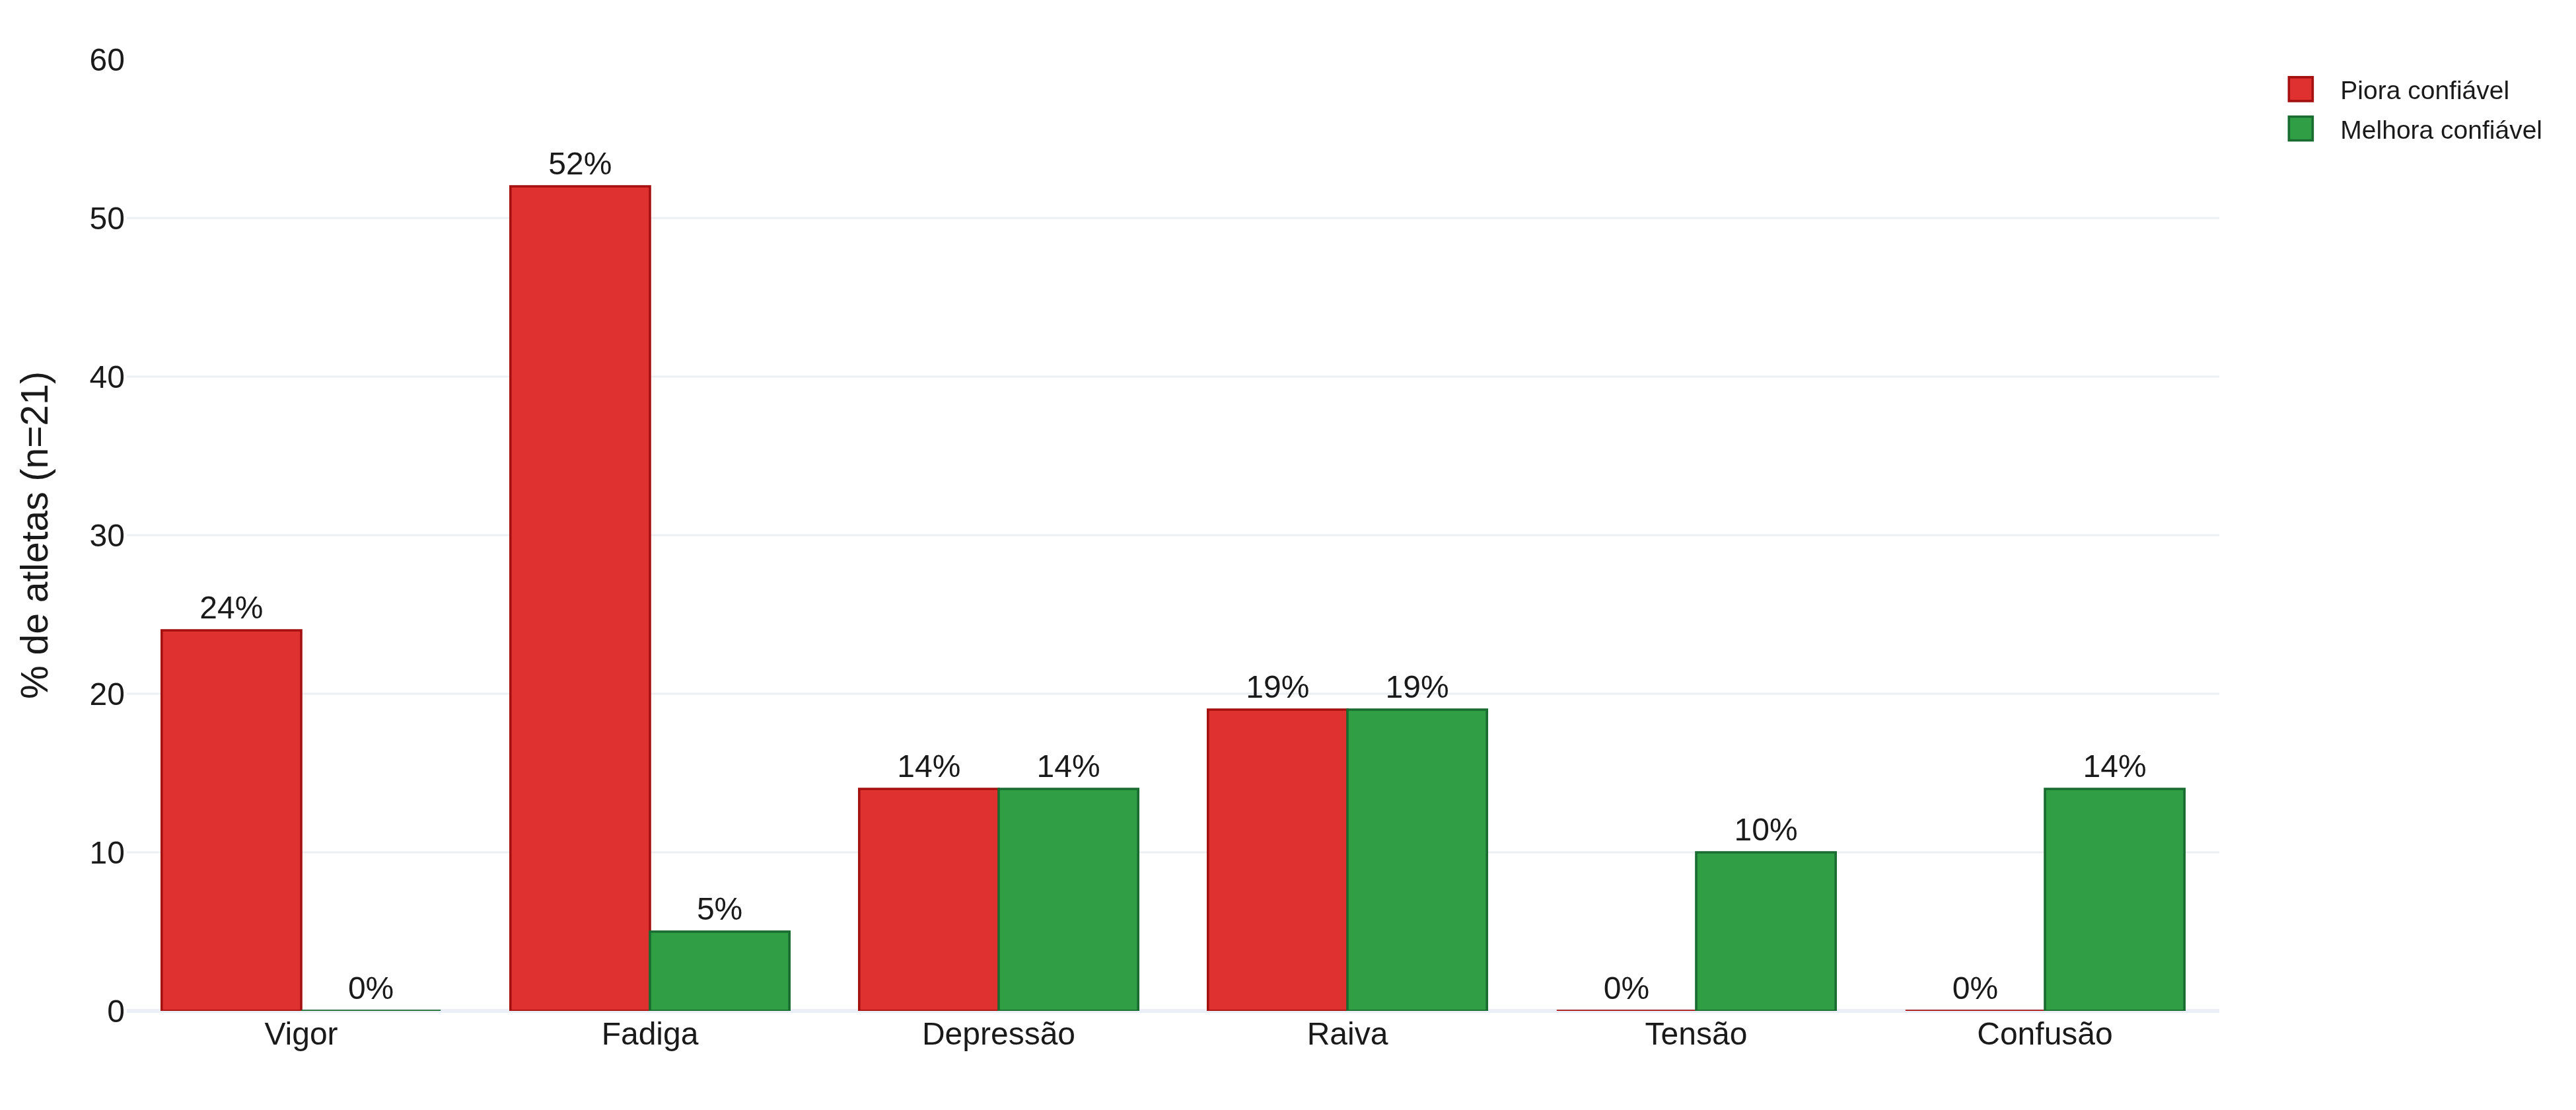 60
50
40
30
20
10
0
% de atletas (n=21)
24%
0%
52%
5%
14%
14%
19%
19%
0%
10%
0%
14%
Vigor
Fadiga
Depressão
Raiva
Tensão
Confusão
Piora confiável
Melhora confiável